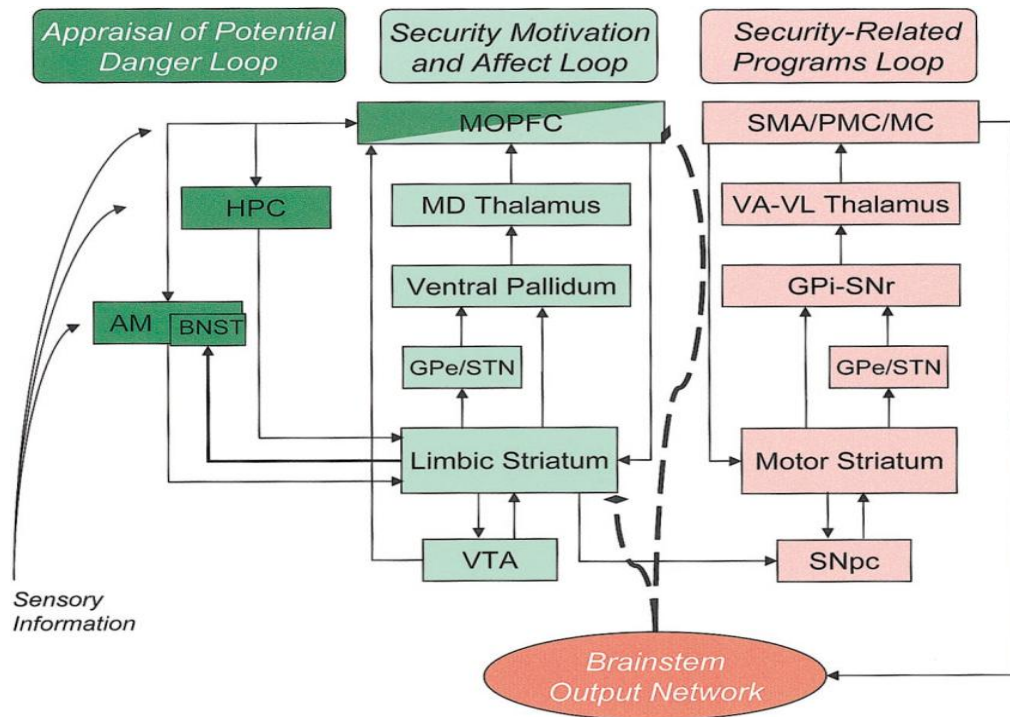 Appraisal of Potential
Danger Loop
Security Motivation
and Affect Loop
Security-Related
Programs Loop
MOPFC
SMA/PMC/MC
HPC
MD Thalamus
VA-VL Thalamus
Ventral Pallidum
GPi-SNr
AM
BNST
GPe/STN
GPe/STN
Limbic Striatum
Motor Striatum
VTA
SNpc
Sensory
Information
Brainstem
Output Network